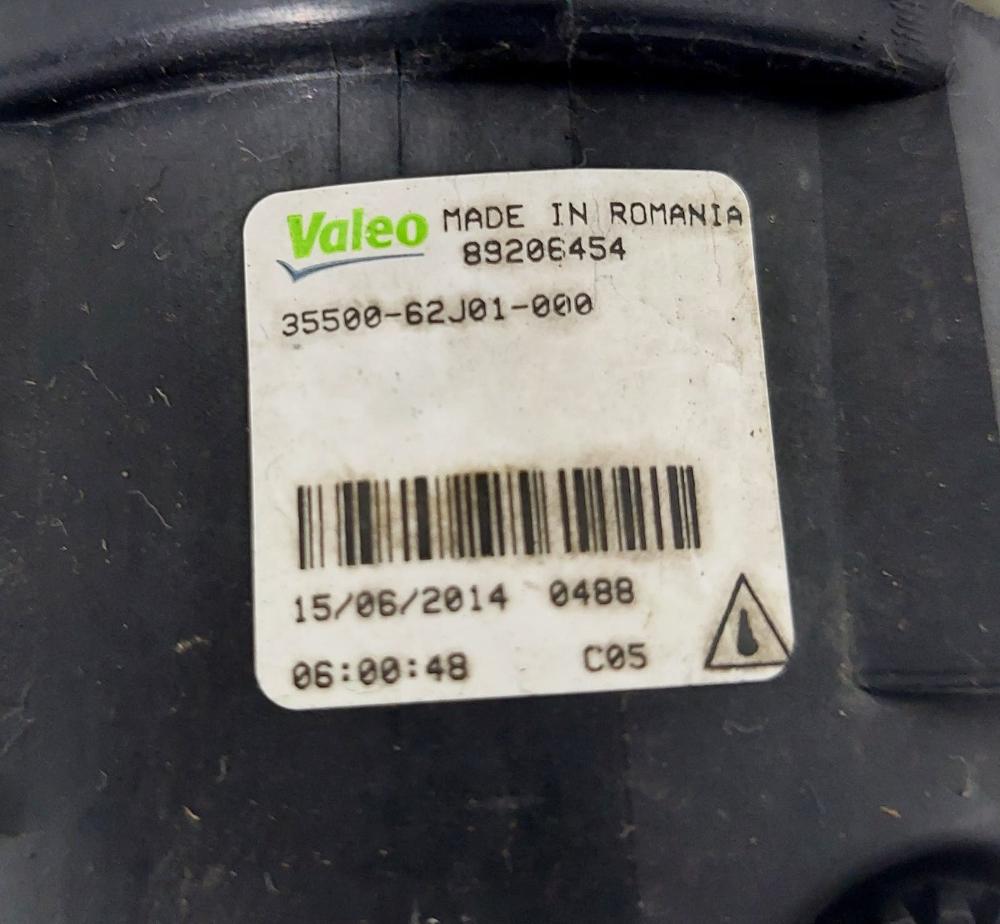 Valeo MADE IN ROMANIA
89206454
35500-62J01-000
15/06/2014 0488
06:00:48 C05